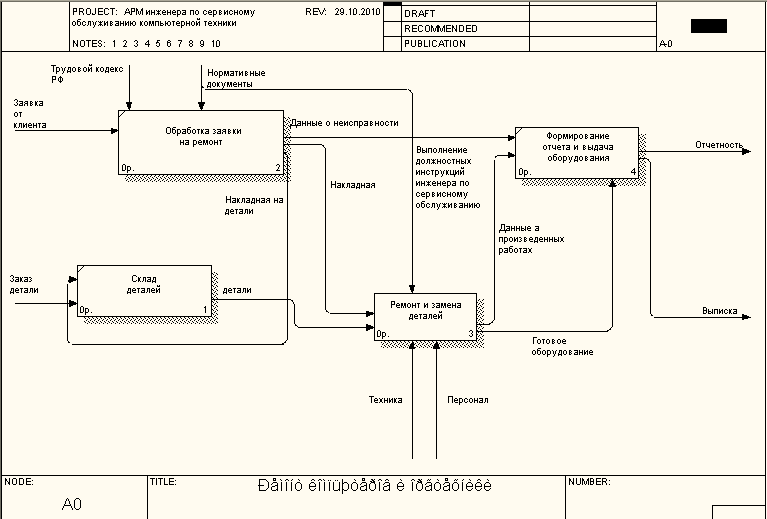 PROJECT: АРМ инженера по сервисному
обслуживанию компьютерной техники
REV: 29.10.2010
NOTES: 1 2 3 4 5 6 7 8 9 10
DRAFT
RECOMMENDED
PUBLICATION
A-0
Трудовой кодекс
РФ
Нормативные
документы
Заявка
от
клиента
Обработка заявки
на ремонт
0р. 2
Данные о неисправности
Формирование
отчета и выдача
оборудования
0р. 4
Отчетность
Выполнение
должностных
инструкций
инженера по
сервисному
обслуживанию
Накладная
Накладная на
детали
Данные а
произведенных
работах
Заказ
детали
Склад
деталей
0р. 1
детали
Ремонт и замена
деталей
0р. 3
Выписка
Готовое
оборудование
Техника
Персонал
NODE:
A0
TITLE:
Ðåìîíò êîìïüþòåðîâ è îðãòåõíèêè
NUMBER: